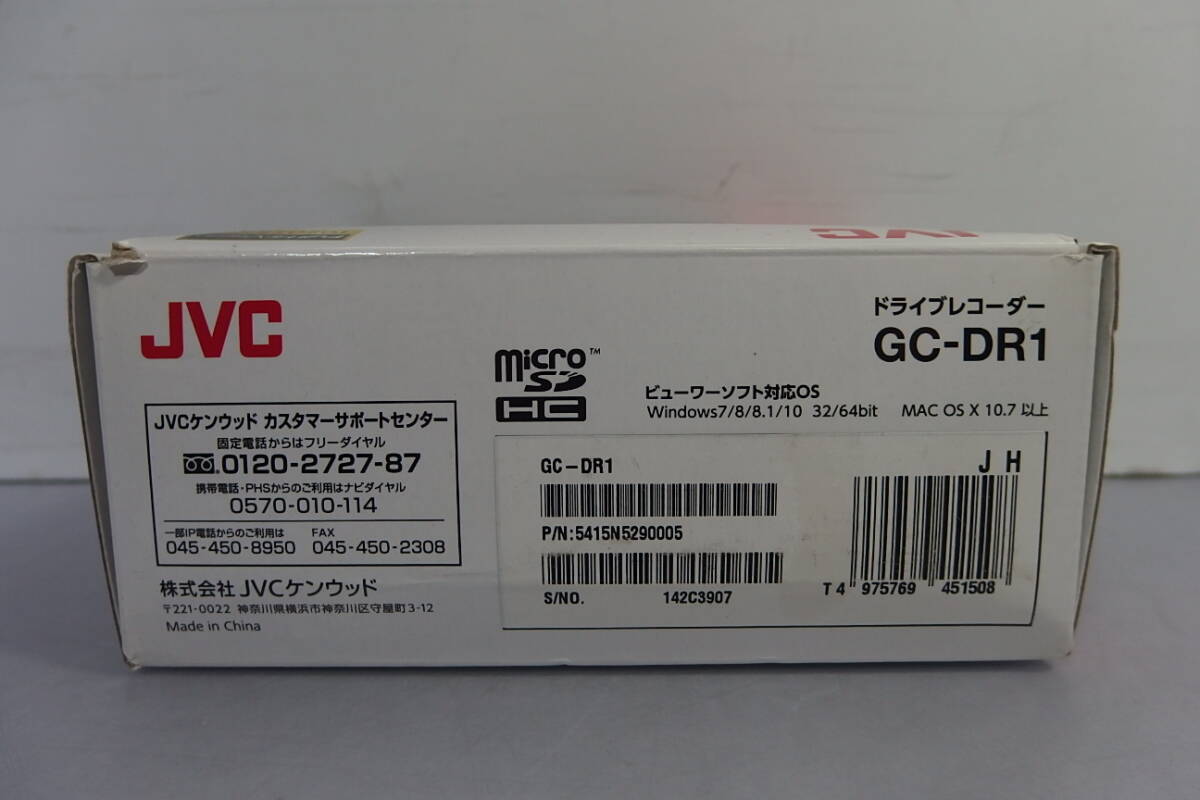 JVC
JVC
ドライブレコーダー
GC-DR1
micro SD HC ™
ビューワーソフト対応OS
Windows7/8/8.1/10 32/64bit MAC OS X 10.7 以上
JVCケンウッド カスタマーサポートセンター
固定電話からはフリーダイヤル
0120-2727-87
携帯電話・PHSからのご利用はナビダイヤル
0570-010-114
一部IP電話からのご利用は FAX
045-450-8950 045-450-2308
株式会社 JVCケンウッド
〒221-0022 神奈川県横浜市神奈川区守屋町3-12
Made in China
GC-DR1
J H
P/N:5415N5290005
S/NO. 142C3907
T4 975769 451508